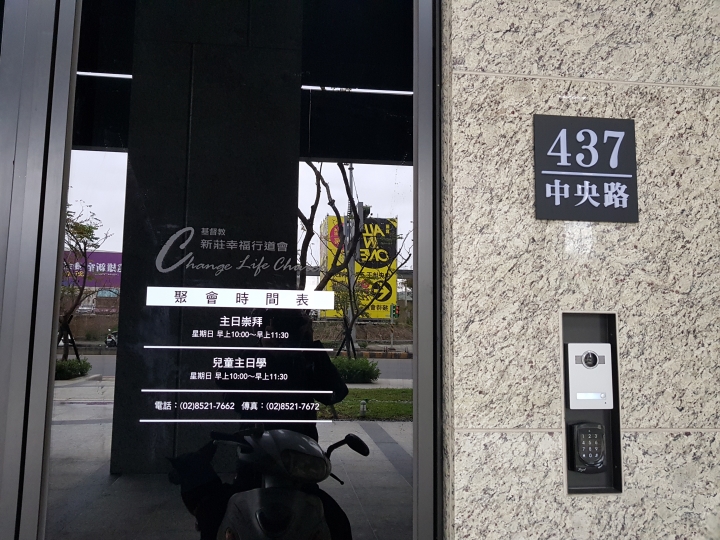 基督教
新莊幸福行道會
Change Life
聚會時間表
主日崇拜
星期日 早上10:00～早上11:30
兒童主日學
星期日 早上10:00～早上11:30
電話：(02)8521-7662 傳真：(02)8521-7672
437
中央路
ALL
IN
ONE